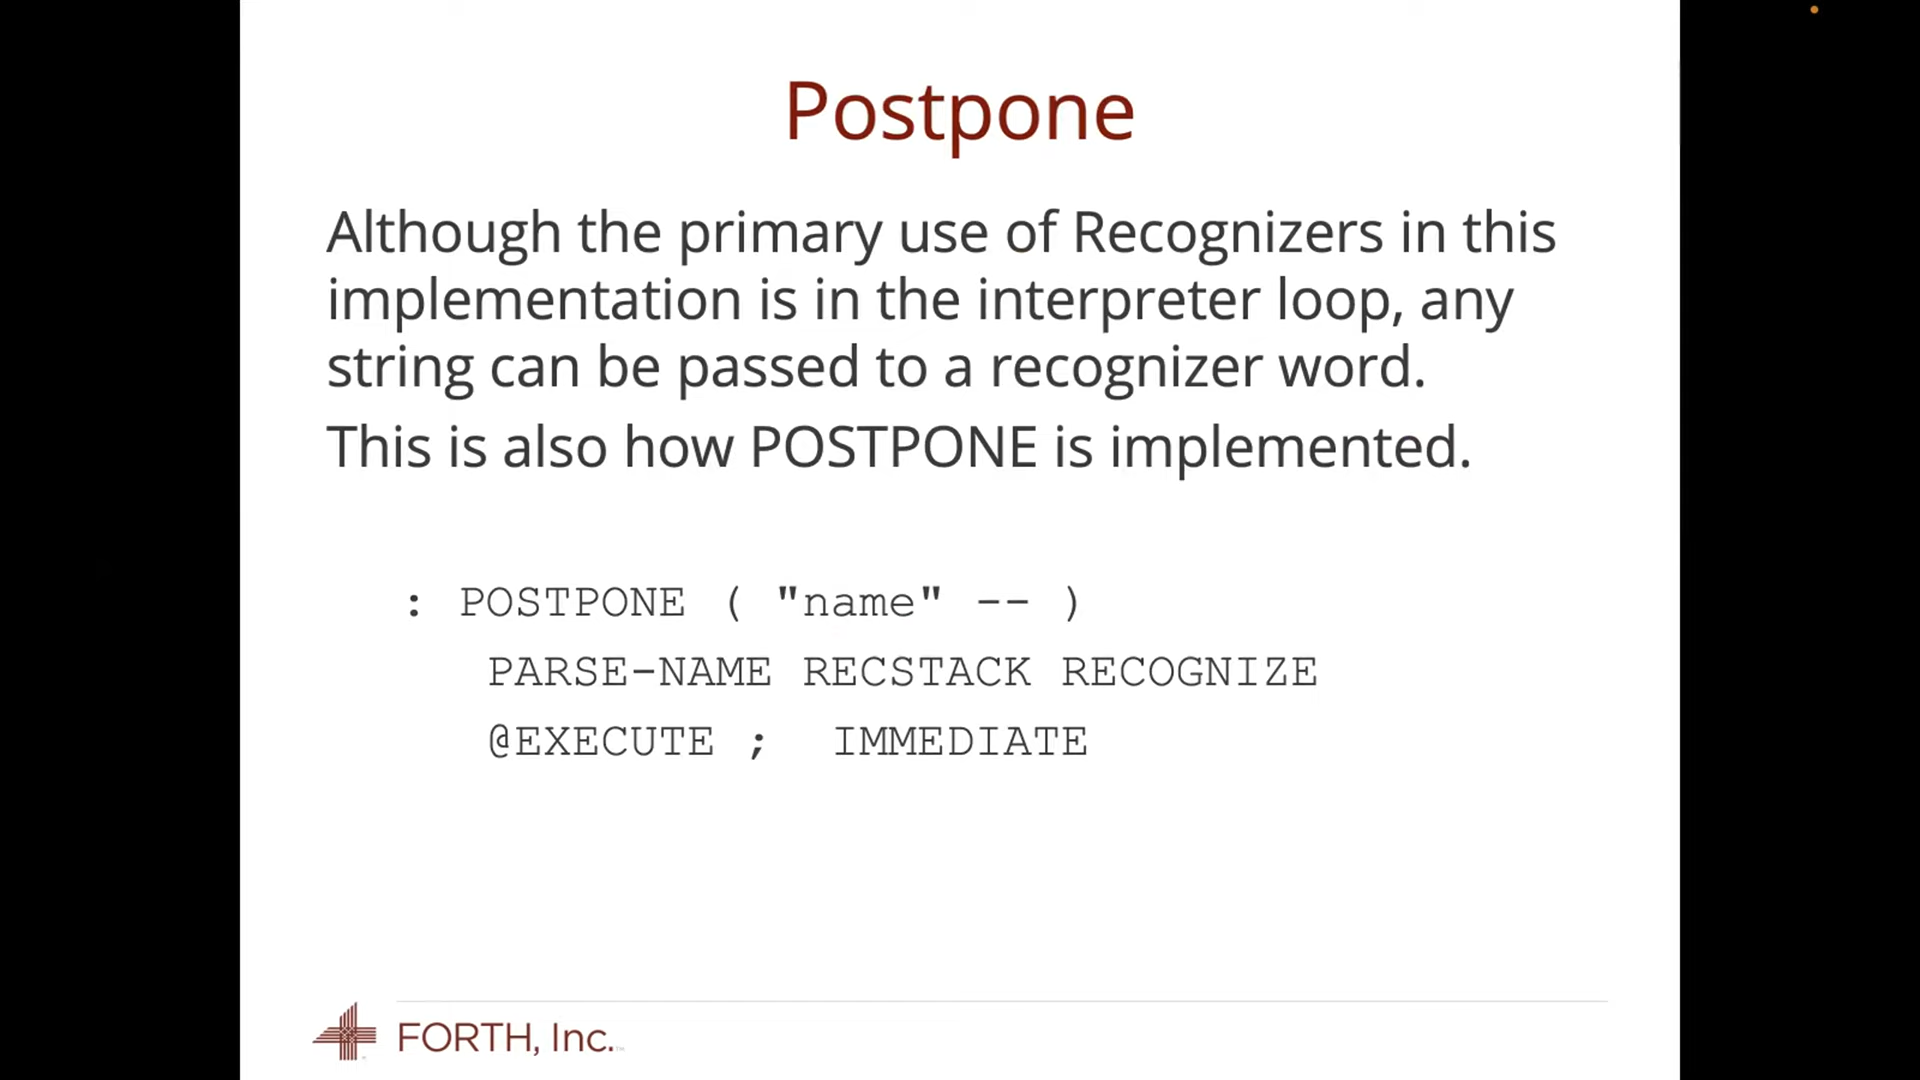 Postpone
Although the primary use of Recognizers in this
implementation is in the interpreter loop, any
string can be passed to a recognizer word.
This is also how POSTPONE is implemented.
: POSTPONE ( "name" -- )
PARSE-NAME RECSTACK RECOGNIZE
@EXECUTE ; IMMEDIATE
FORTH, Inc.